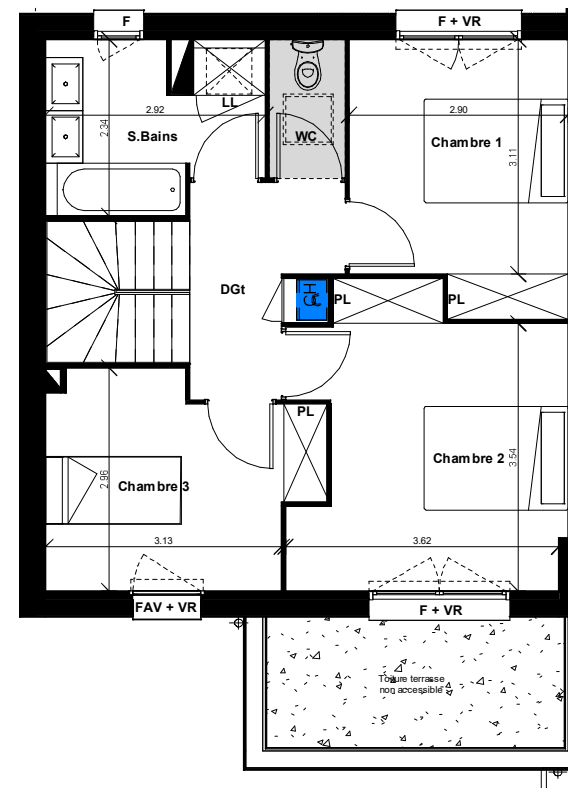 F
F + VR
LL
2.92
2.90
S.Bains
WC
Chambre 1
2.34
3.11
DGt
PL
PL
PL
Chambre 2
3.54
2.96
Chambre 3
3.13
3.62
FAV + VR
F + VR
Toiture terrasse
non accessible